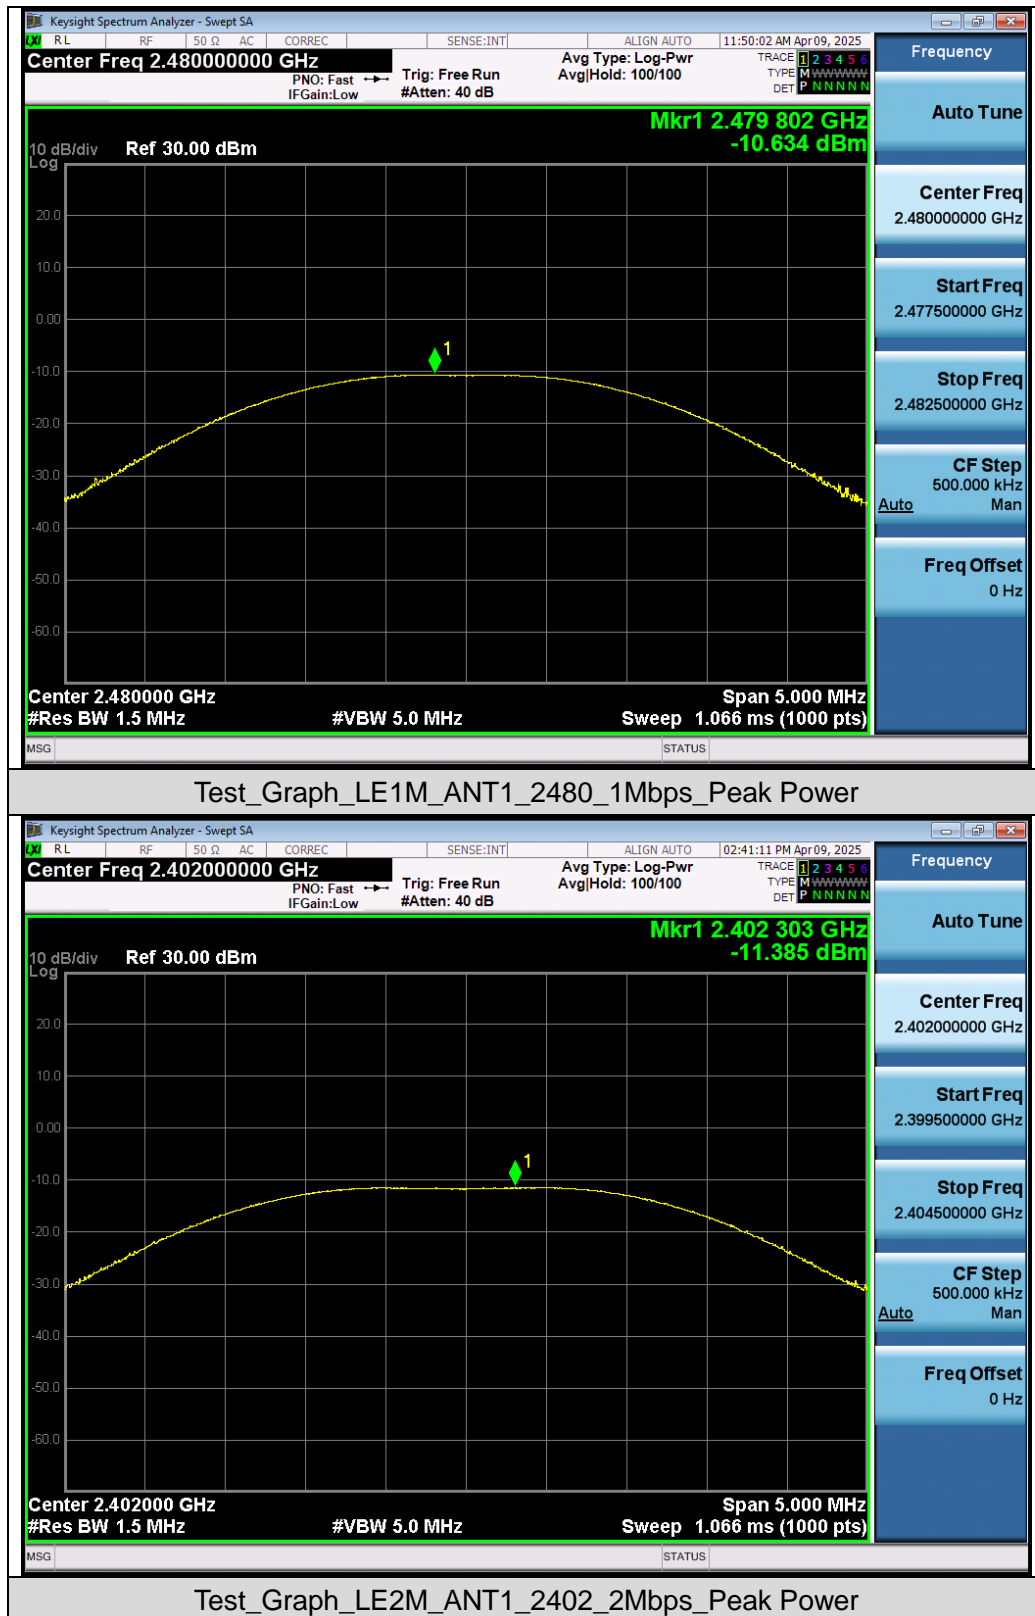 Keysight Spectrum Analyzer - Swept SA
LXI RL RF 50 Ω AC CORREC SENSE:INT ALIGN AUTO 11:50:02 AM Apr 09, 2025
Center Freq 2.480000000 GHz
PNO: Fast
IFGain:Low
Trig: Free Run
#Atten: 40 dB
Avg Type: Log-Pwr
Avg|Hold: 100/100
TRACE 1 2 3 4 5 6
TYPE M W W W W W
DET P N N N N N
Mkr1 2.479 802 GHz
-10.634 dBm
10 dB/div Ref 30.00 dBm
Log
20.0
10.0
0.00
1
-10.0
-20.0
-30.0
-40.0
-50.0
-60.0
Center 2.480000 GHz Span 5.000 MHz
#Res BW 1.5 MHz #VBW 5.0 MHz Sweep 1.066 ms (1000 pts)
MSG STATUS
Frequency
Auto Tune
Center Freq
2.480000000 GHz
Start Freq
2.477500000 GHz
Stop Freq
2.482500000 GHz
CF Step
500.000 kHz
Auto Man
Freq Offset
0 Hz
Test_Graph_LE1M_ANT1_2480_1Mbps_Peak Power
Keysight Spectrum Analyzer - Swept SA
LXI RL RF 50 Ω AC CORREC SENSE:INT ALIGN AUTO 02:41:11 PM Apr 09, 2025
Center Freq 2.402000000 GHz
PNO: Fast
IFGain:Low
Trig: Free Run
#Atten: 40 dB
Avg Type: Log-Pwr
Avg|Hold: 100/100
TRACE 1 2 3 4 5 6
TYPE M W W W W W
DET P N N N N N
Mkr1 2.402 303 GHz
-11.385 dBm
10 dB/div Ref 30.00 dBm
Log
20.0
10.0
0.00
1
-10.0
-20.0
-30.0
-40.0
-50.0
-60.0
Center 2.402000 GHz Span 5.000 MHz
#Res BW 1.5 MHz #VBW 5.0 MHz Sweep 1.066 ms (1000 pts)
MSG STATUS
Frequency
Auto Tune
Center Freq
2.402000000 GHz
Start Freq
2.399500000 GHz
Stop Freq
2.404500000 GHz
CF Step
500.000 kHz
Auto Man
Freq Offset
0 Hz
Test_Graph_LE2M_ANT1_2402_2Mbps_Peak Power